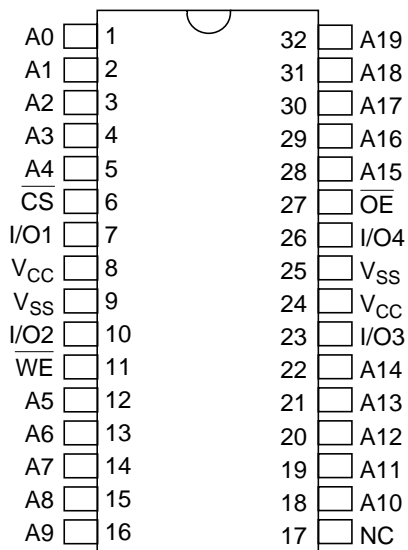 A0 1 32 A19
A1 2 31 A18
A2 3 30 A17
A3 4 29 A16
A4 5 28 A15
C̅S̅ 6 27 O̅E̅
I/O1 7 26 I/O4
VCC 8 25 VSS
VSS 9 24 VCC
I/O2 10 23 I/O3
W̅E̅ 11 22 A14
A5 12 21 A13
A6 13 20 A12
A7 14 19 A11
A8 15 18 A10
A9 16 17 NC